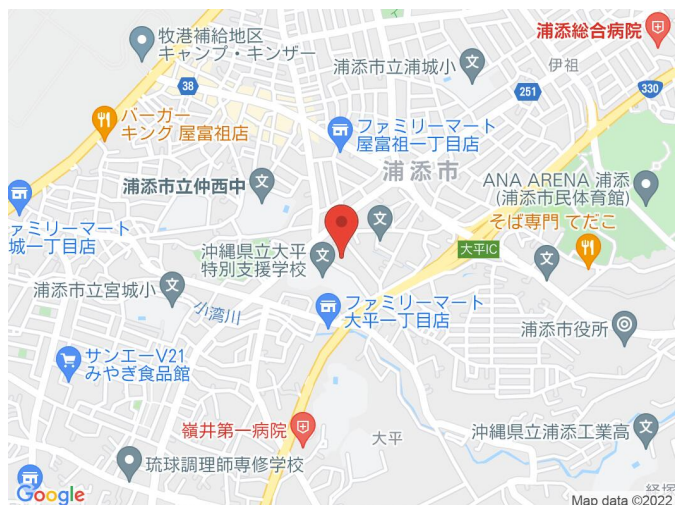 牧港補給地区
キャンプ・キンザー
浦添総合病院
伊祖
浦添市立浦城小
38
251
330
バーガー
キング 屋富祖店
ファミリーマート
屋富祖一丁目店
浦添市
浦添市立仲西中
ANA ARENA 浦添
(浦添市民体育館)
ファミリーマート
城一丁目店
そば専門 てだこ
大平IC
沖縄県立大平
特別支援学校
浦添市立宮城小
小湾川
ファミリーマート
大平一丁目店
浦添市役所
サンエーV21
みやぎ食品館
嶺井第一病院
大平
沖縄県立浦添工業高
琉球調理師専修学校
経塚
Google
Map data ©2022